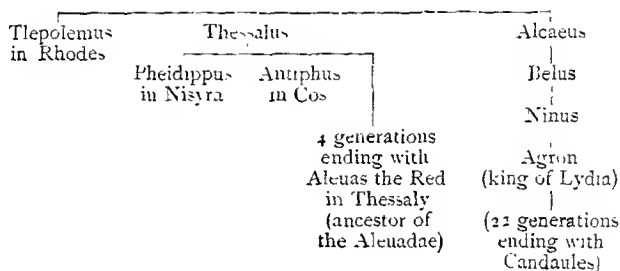 Tlepolemus Thessalus Alcaeus
in Rhodes
Pheidippus Antiphus Belus
in Nisyra in Cos
Ninus
4 generations
ending with Agron
Aleuas the Red (king of Lydia)
in Thessaly
(ancestor of (22 generations
the Aleuadae) ending with
Candaules)